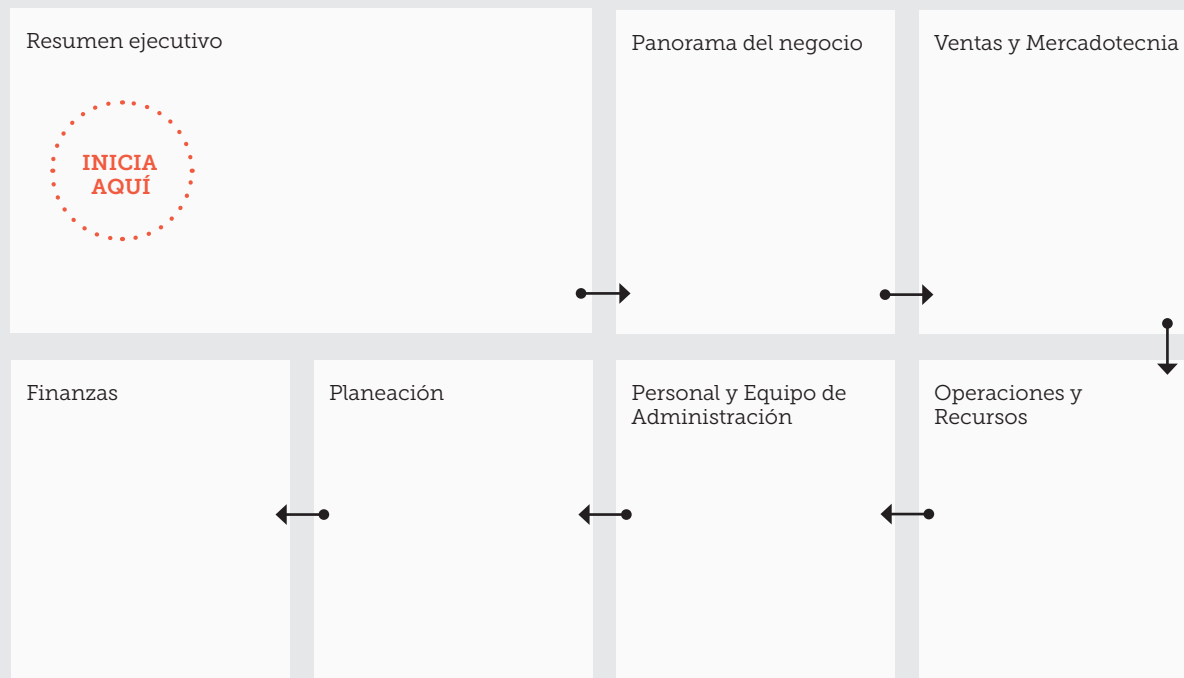 Resumen ejecutivo
INICIA
AQUÍ
Panorama del negocio
Ventas y Mercadotecnia
Finanzas
Planeación
Personal y Equipo de
Administración
Operaciones y
Recursos